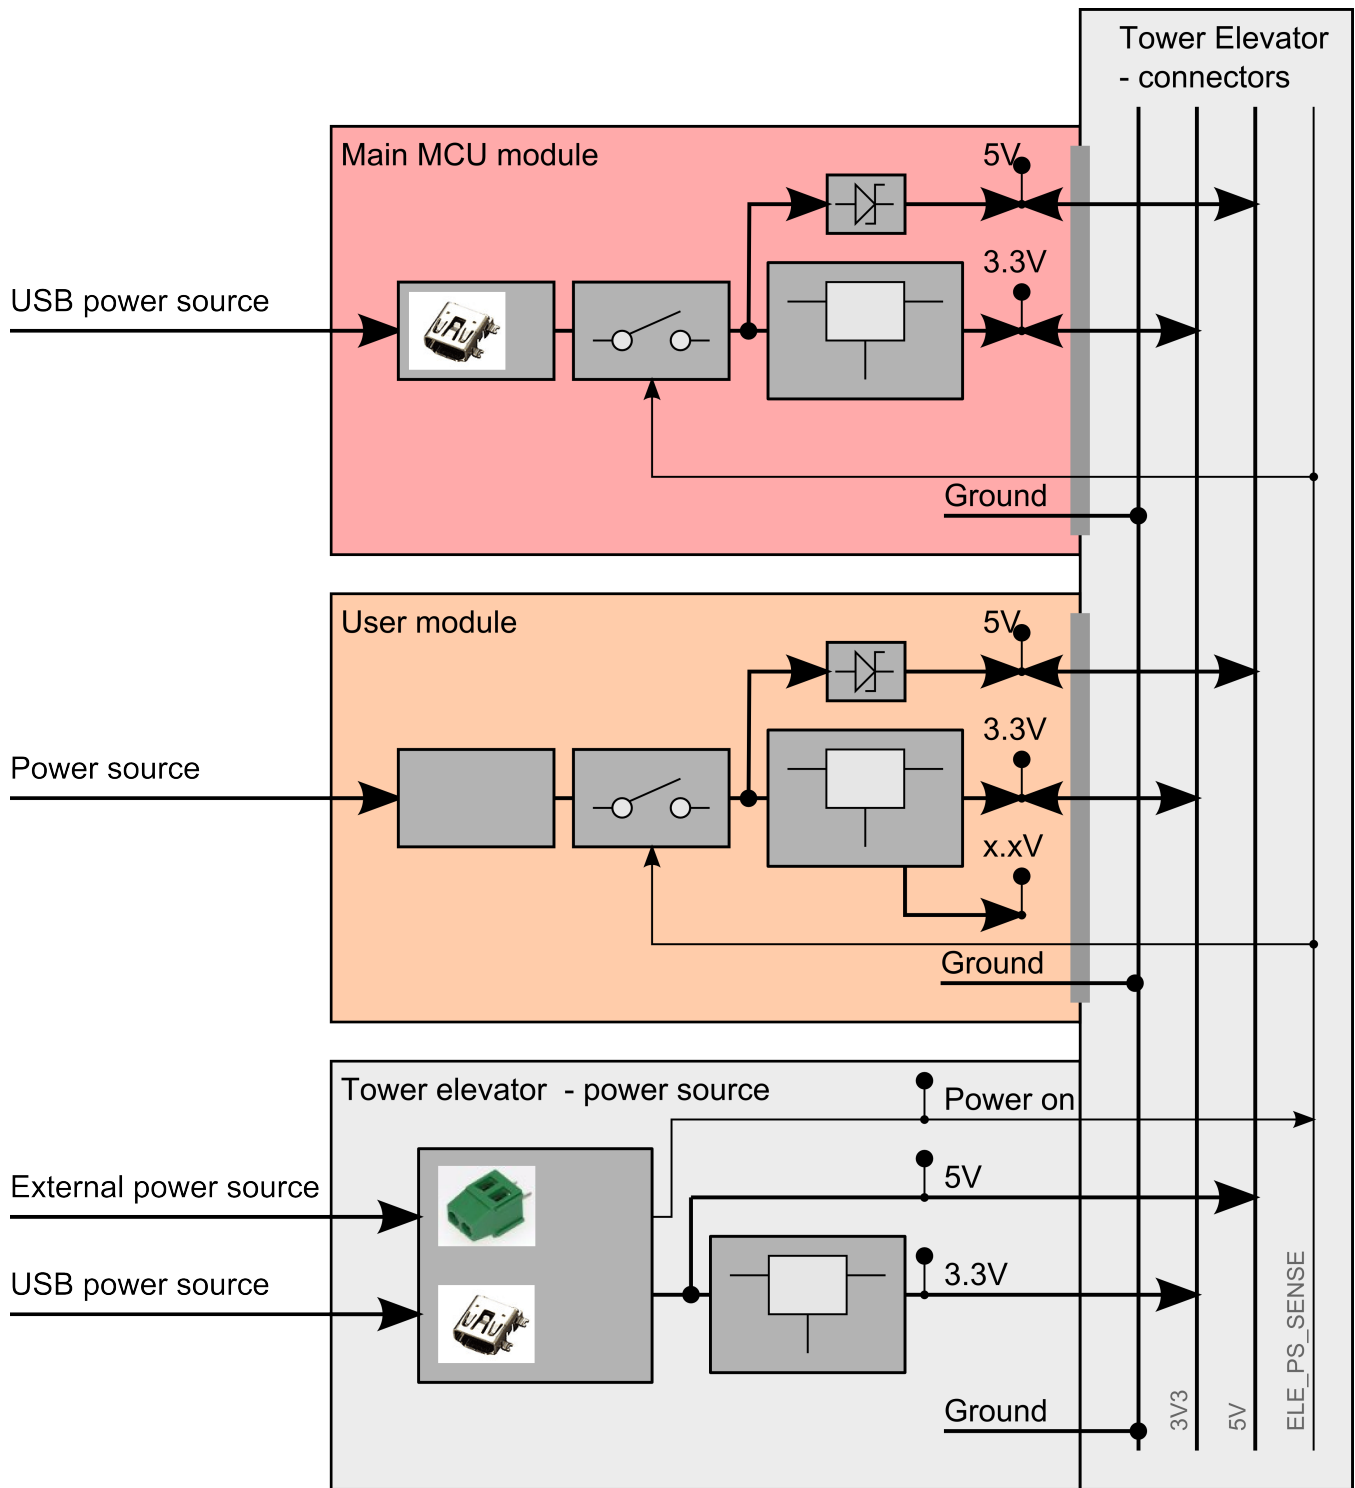 Tower Elevator
- connectors
Main MCU module
5V
3.3V
USB power source
Ground
User module
5V
3.3V
Power source
x.xV
Ground
Tower elevator - power source
Power on
5V
External power source
3.3V
USB power source
Ground
3V3
5V
ELE_PS_SENSE